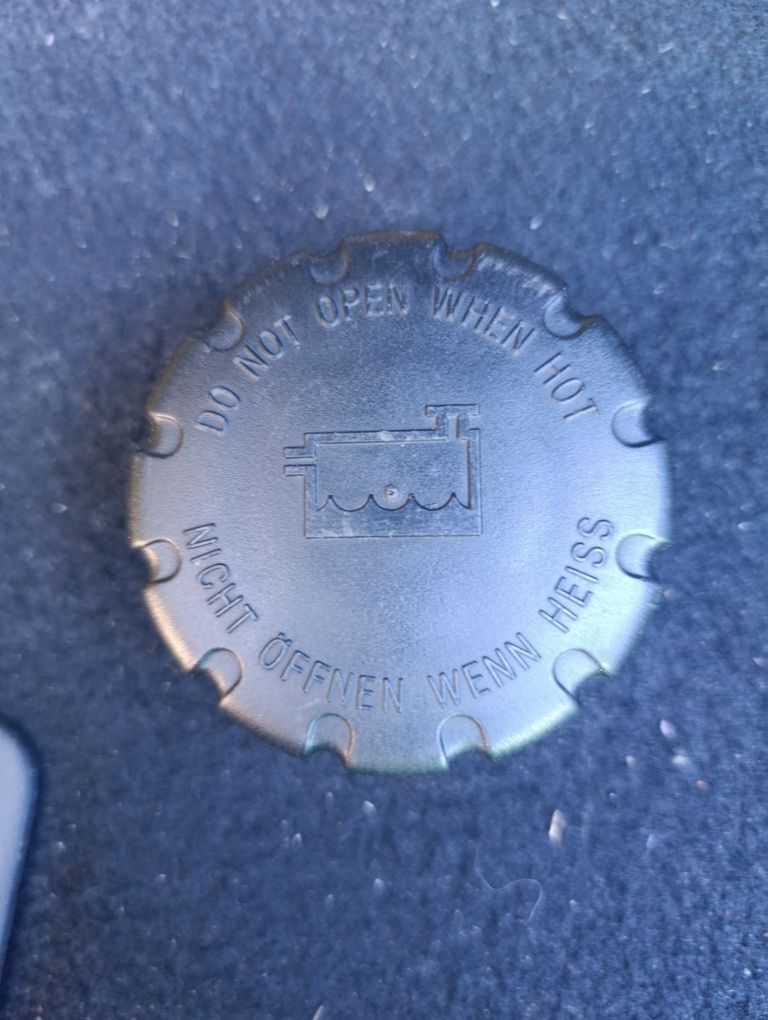 DO NOT OPEN WHEN HOT
NICHT ÖFFNEN WENN HEISS